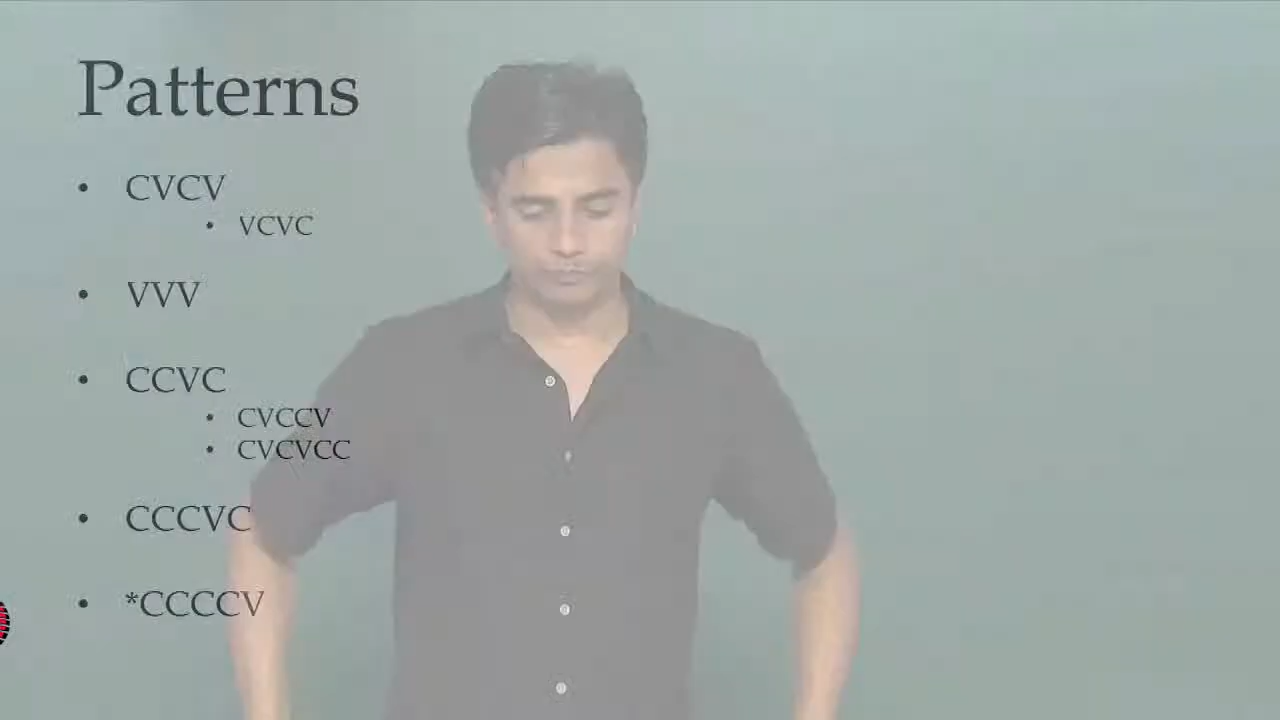 Patterns
• CVCV
• VCVC
• VVV
• CCVC
• CVCCV
• CVCVCC
• CCCVC
• *CCCCV